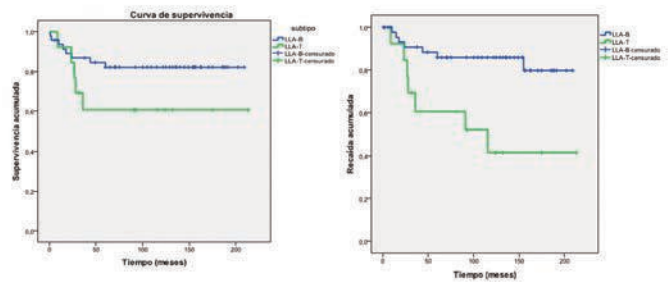 Curva de supervivencia
subtipo
LLA-B
LLA-T
LLA-B-censurado
LLA-T-censurado
Supervivencia acumulada
1,0
0,8
0,6
0,4
0,2
0,0
0 50 100 150 200
Tiempo (meses)
LLA-B
LLA-T
LLA-B-censurado
LLA-T-censurado
Recaída acumulada
1,0
0,8
0,6
0,4
0,2
0,0
0 50 100 150 200
Tiempo (meses)